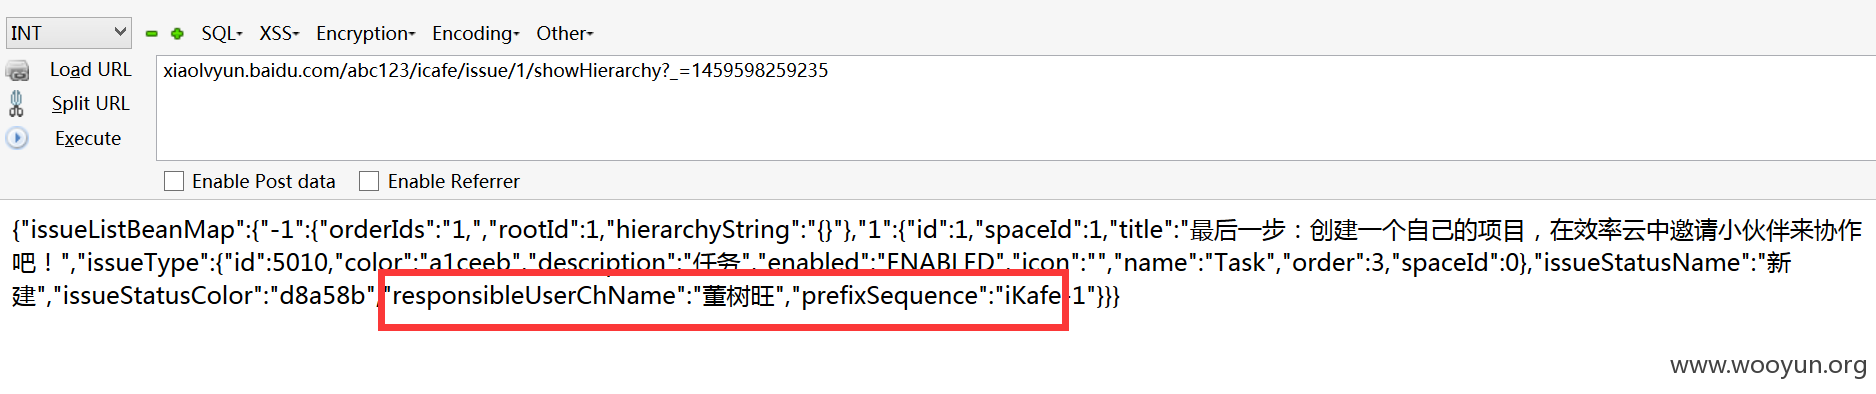 INT SQL XSS Encryption Encoding Other
Load URL xiaolvyun.baidu.com/abc123/icafe/issue/1/showHierarchy?_=1459598259235
Split URL
Execute
Enable Post data Enable Referrer
{"issueListBeanMap":{"-1":{"orderIds":"1,","rootId":1,"hierarchyString":"{}"},"1":{"id":1,"spaceId":1,"title":"最后一步：创建一个自己的项目，在效率云中邀请小伙伴来协作
吧！","issueType":{"id":5010,"color":"a1ceeb","description":"任务","enabled":"ENABLED","icon":"","name":"Task","order":3,"spaceId":0},"issueStatusName":"新
建","issueStatusColor":"d8a58b","responsibleUserChName":"董树旺","prefixSequence":"iKafe-1"}}}
www.wooyun.org